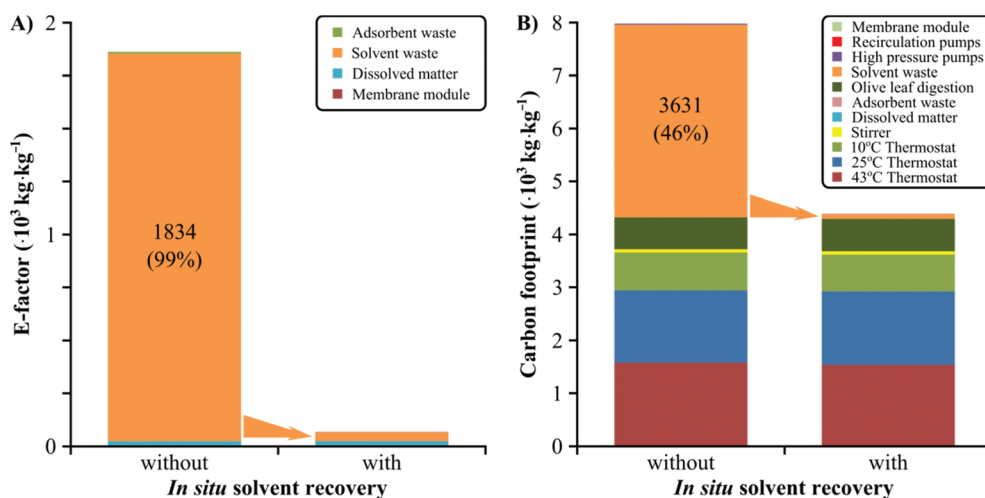 A)
E-factor (·10³ kg·kg⁻¹)
2
1
0
Adsorbent waste
Solvent waste
Dissolved matter
Membrane module
1834
(99%)
without
with
In situ solvent recovery
B)
Carbon footprint (·10³ kg·kg⁻¹)
8
7
6
5
4
3
2
1
0
Membrane module
Recirculation pumps
High pressure pumps
Solvent waste
Olive leaf digestion
Adsorbent waste
Dissolved matter
Stirrer
10°C Thermostat
25°C Thermostat
43°C Thermostat
3631
(46%)
without
with
In situ solvent recovery